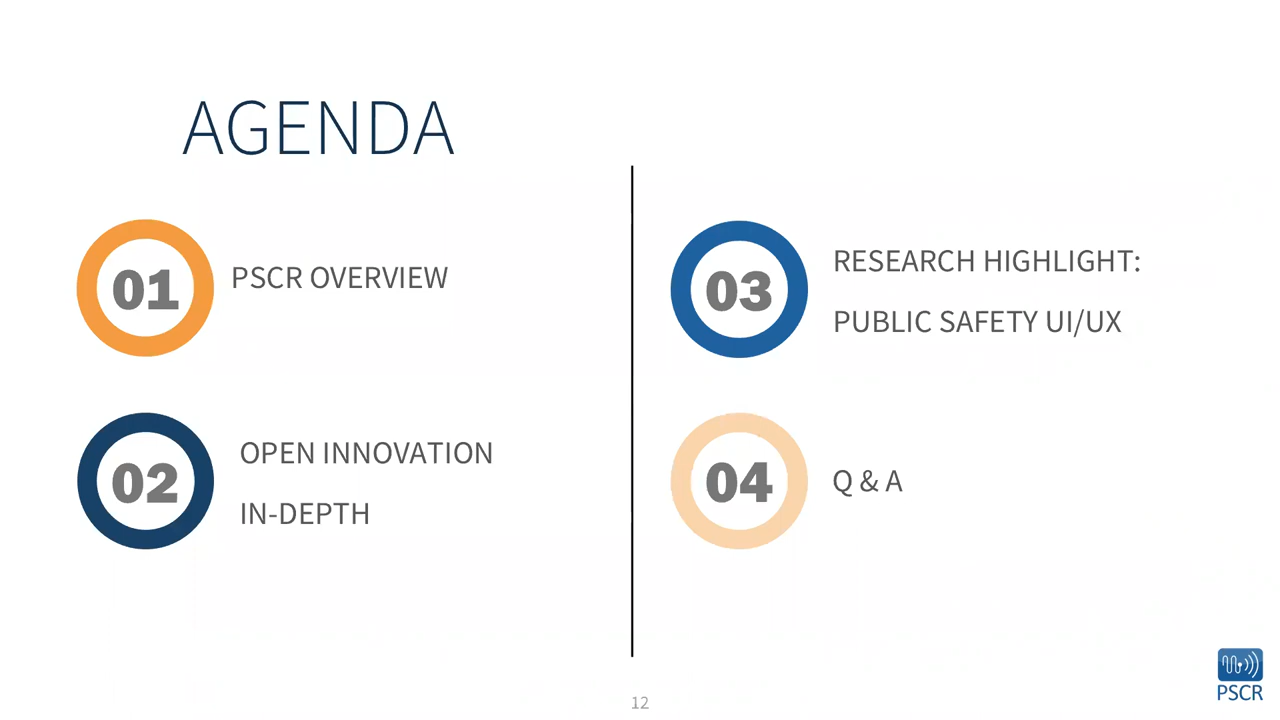 AGENDA
01
PSCR OVERVIEW
02
OPEN INNOVATION
IN-DEPTH
03
RESEARCH HIGHLIGHT:
PUBLIC SAFETY UI/UX
04
Q & A
12
PSCR